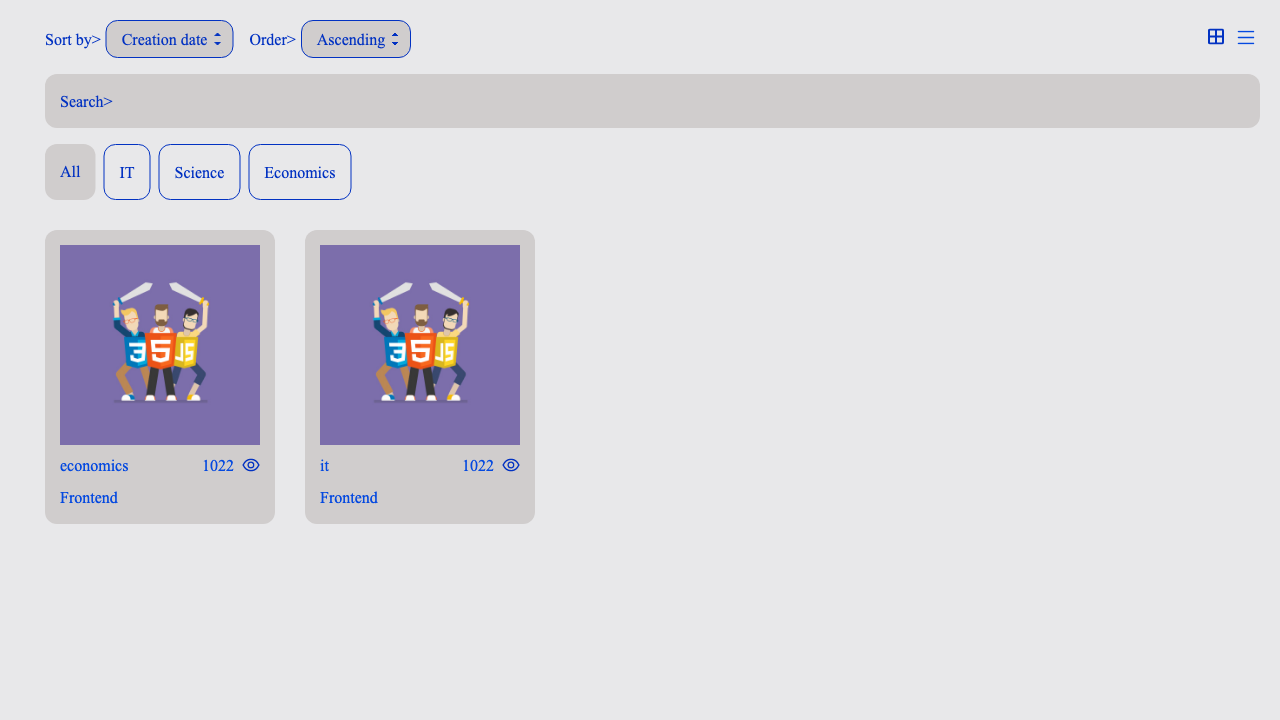 Sort by> Creation date Order> Ascending
Search>
All IT Science Economics
3 5 JS 3 5 JS
economics 1022 it 1022
Frontend Frontend